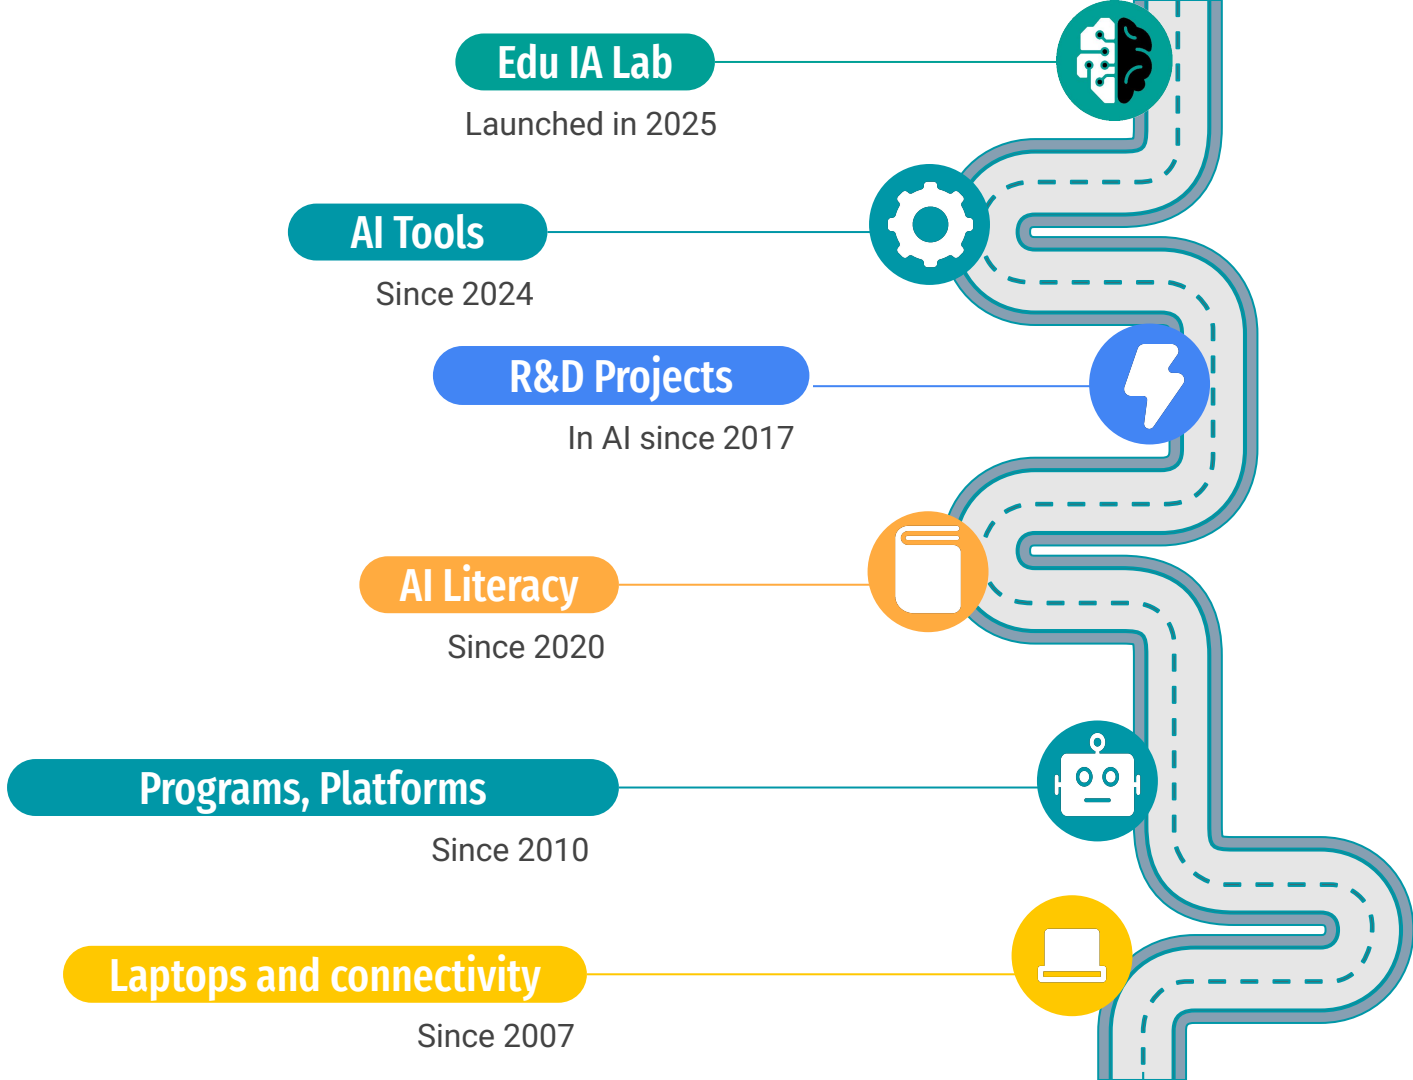 Edu IA Lab
Launched in 2025
AI Tools
Since 2024
R&D Projects
In AI since 2017
AI Literacy
Since 2020
Programs, Platforms
Since 2010
Laptops and connectivity
Since 2007